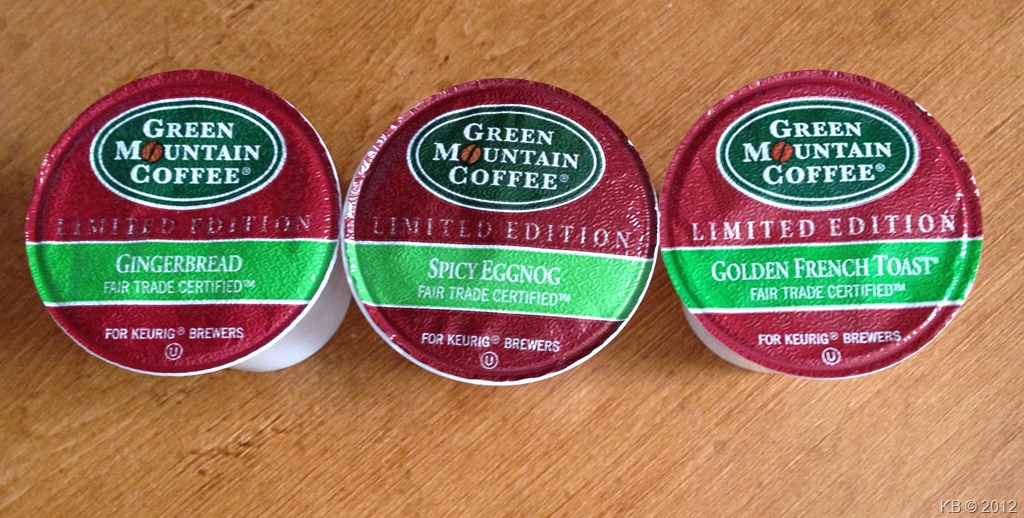 GREEN
MOUNTAIN
COFFEE®
LIMITED EDITION
GINGERBREAD
FAIR TRADE CERTIFIED™
FOR KEURIG® BREWERS
U
GREEN
MOUNTAIN
COFFEE®
LIMITED EDITION
SPICY EGGNOG
FAIR TRADE CERTIFIED™
FOR KEURIG® BREWERS
U
GREEN
MOUNTAIN
COFFEE®
LIMITED EDITION
GOLDEN FRENCH TOAST®
FAIR TRADE CERTIFIED™
FOR KEURIG® BREWERS
U
KB © 2012